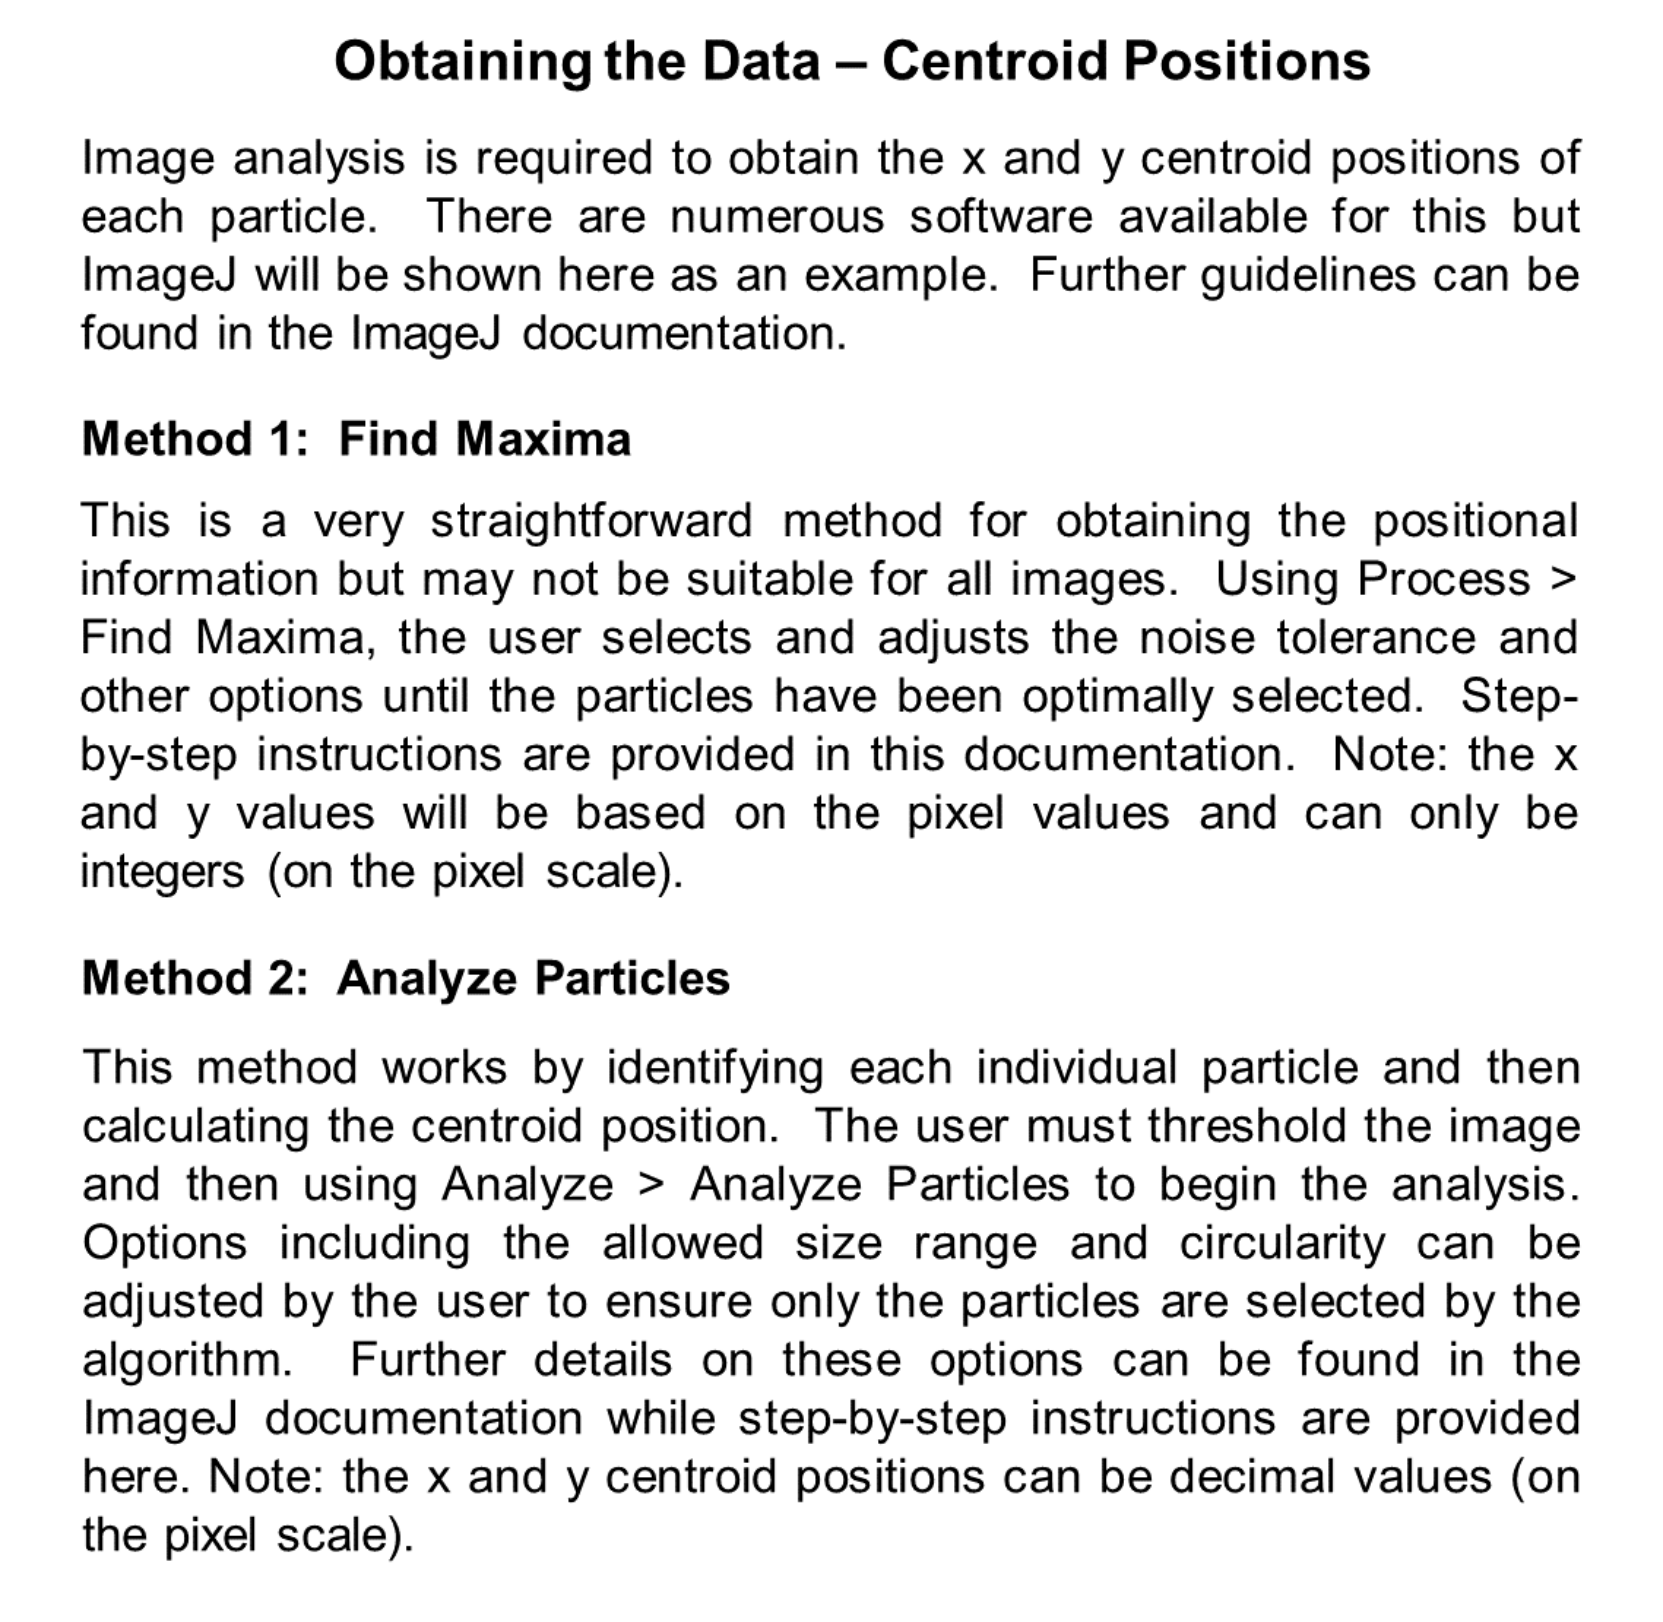 Obtaining the Data – Centroid Positions
Image analysis is required to obtain the x and y centroid positions of
each particle. There are numerous software available for this but
ImageJ will be shown here as an example. Further guidelines can be
found in the ImageJ documentation.
Method 1: Find Maxima
This is a very straightforward method for obtaining the positional
information but may not be suitable for all images. Using Process >
Find Maxima, the user selects and adjusts the noise tolerance and
other options until the particles have been optimally selected. Step-
by-step instructions are provided in this documentation. Note: the x
and y values will be based on the pixel values and can only be
integers (on the pixel scale).
Method 2: Analyze Particles
This method works by identifying each individual particle and then
calculating the centroid position. The user must threshold the image
and then using Analyze > Analyze Particles to begin the analysis.
Options including the allowed size range and circularity can be
adjusted by the user to ensure only the particles are selected by the
algorithm. Further details on these options can be found in the
ImageJ documentation while step-by-step instructions are provided
here. Note: the x and y centroid positions can be decimal values (on
the pixel scale).